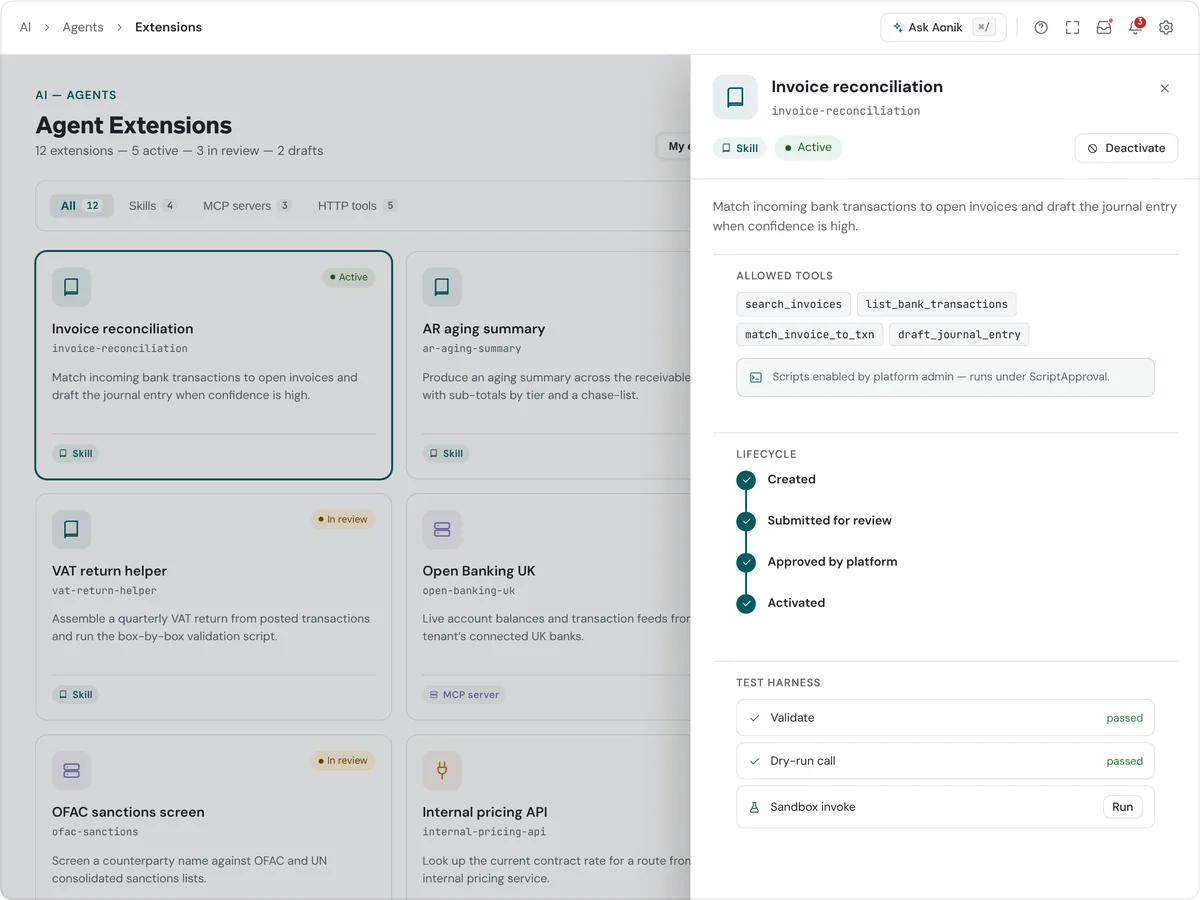 AI > Agents > Extensions
Ask Aonik ⌘/
3
AI — AGENTS
Agent Extensions
12 extensions — 5 active — 3 in review — 2 drafts
My
All 12 Skills 4 MCP servers 3 HTTP tools 5
Active
Invoice reconciliation
invoice-reconciliation
Match incoming bank transactions to open invoices and
draft the journal entry when confidence is high.
Skill
AR aging summary
ar-aging-summary
Produce an aging summary across the receivable
with sub-totals by tier and a chase-list.
Skill
In review
VAT return helper
vat-return-helper
Assemble a quarterly VAT return from posted transactions
and run the box-by-box validation script.
Skill
Open Banking UK
open-banking-uk
Live account balances and transaction feeds from
tenant’s connected UK banks.
MCP server
In review
OFAC sanctions screen
ofac-sanctions
Screen a counterparty name against OFAC and UN
consolidated sanctions lists.
Internal pricing API
internal-pricing-api
Look up the current contract rate for a route from
internal pricing service.
Invoice reconciliation
invoice-reconciliation
Skill Active
Deactivate
Match incoming bank transactions to open invoices and draft the journal entry
when confidence is high.
ALLOWED TOOLS
search_invoices list_bank_transactions
match_invoice_to_txn draft_journal_entry
Scripts enabled by platform admin — runs under ScriptApproval.
LIFECYCLE
Created
Submitted for review
Approved by platform
Activated
TEST HARNESS
Validate passed
Dry-run call passed
Sandbox invoke Run